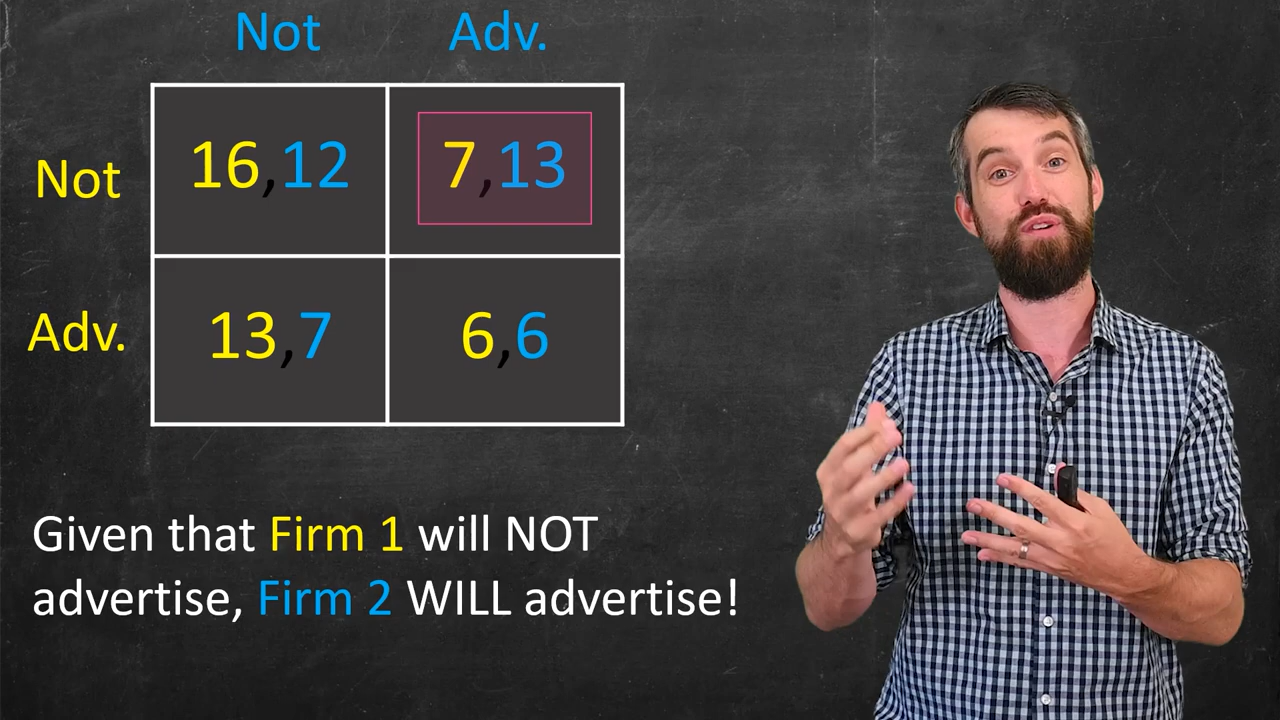 Not Adv.
Not 16,12 7,13
Adv. 13,7 6,6
Given that Firm 1 will NOT
advertise, Firm 2 WILL advertise!